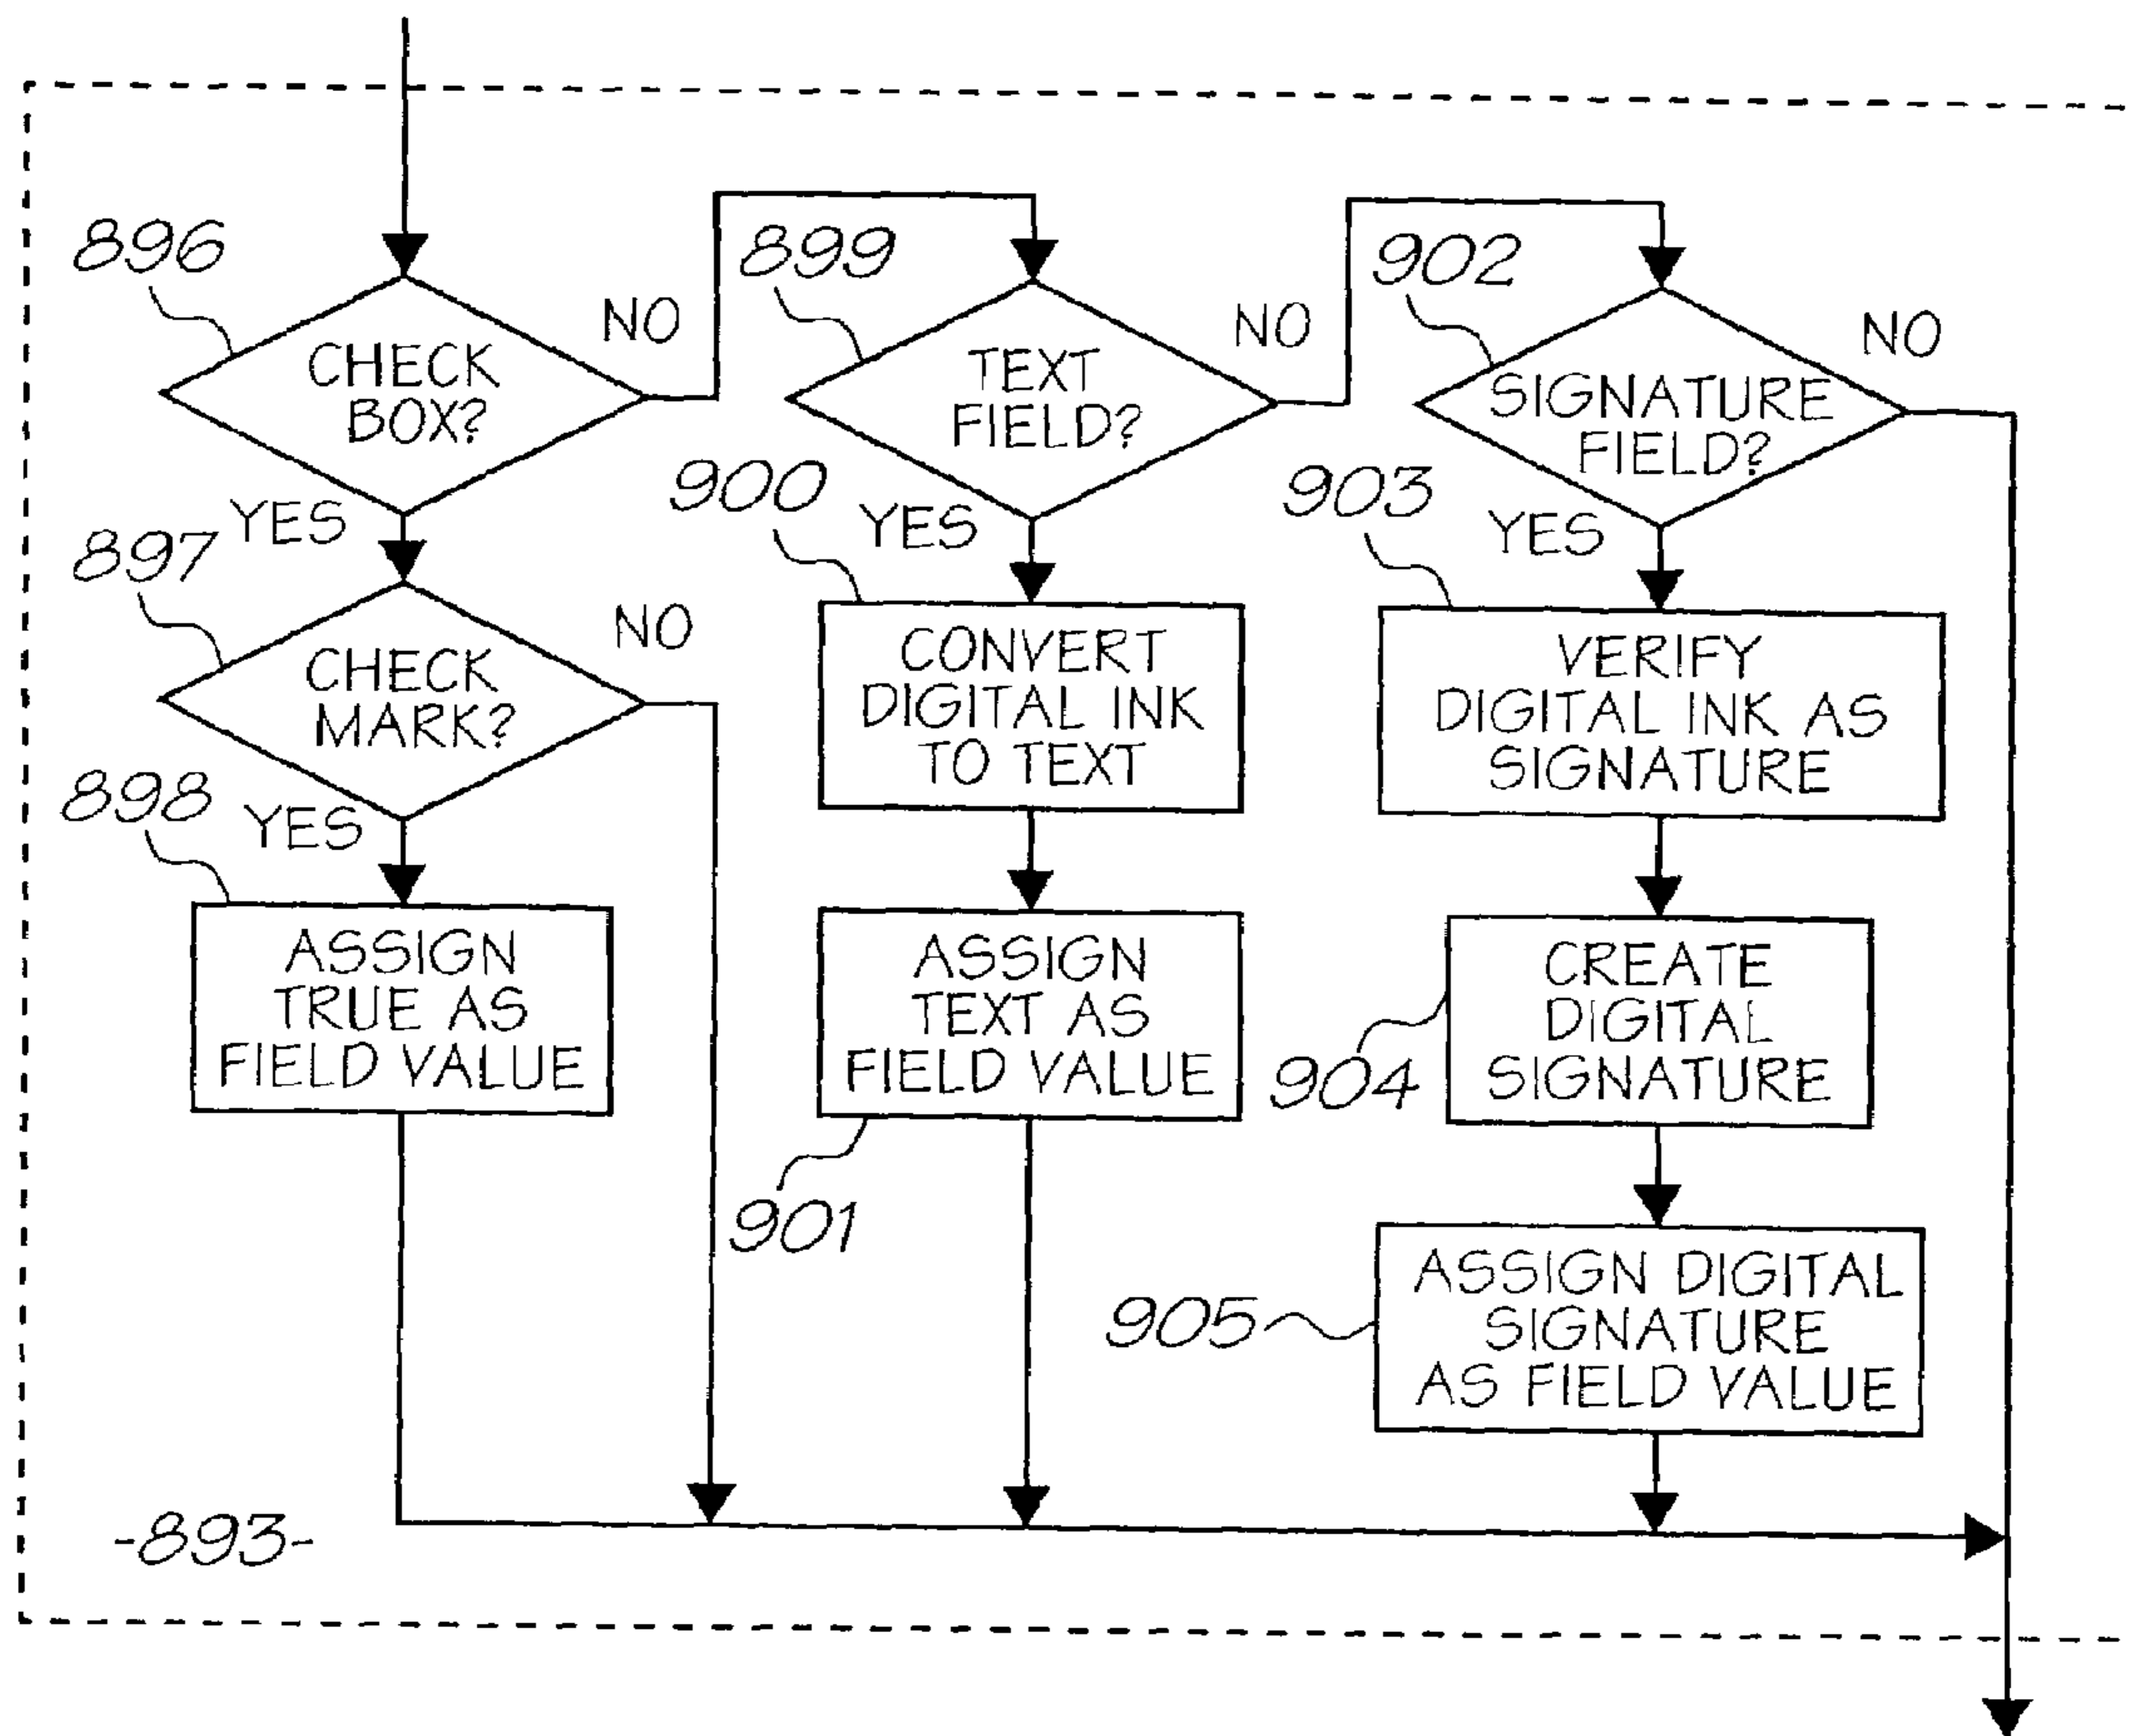 896
CHECK
BOX?
NO
YES
897
CHECK
MARK?
NO
YES
898
ASSIGN
TRUE AS
FIELD VALUE
899
TEXT
FIELD?
NO
YES
900
CONVERT
DIGITAL INK
TO TEXT
ASSIGN
TEXT AS
FIELD VALUE
901
902
SIGNATURE
FIELD?
NO
YES
903
VERIFY
DIGITAL INK AS
SIGNATURE
CREATE
DIGITAL
SIGNATURE
904
ASSIGN DIGITAL
SIGNATURE
AS FIELD VALUE
905
-893-